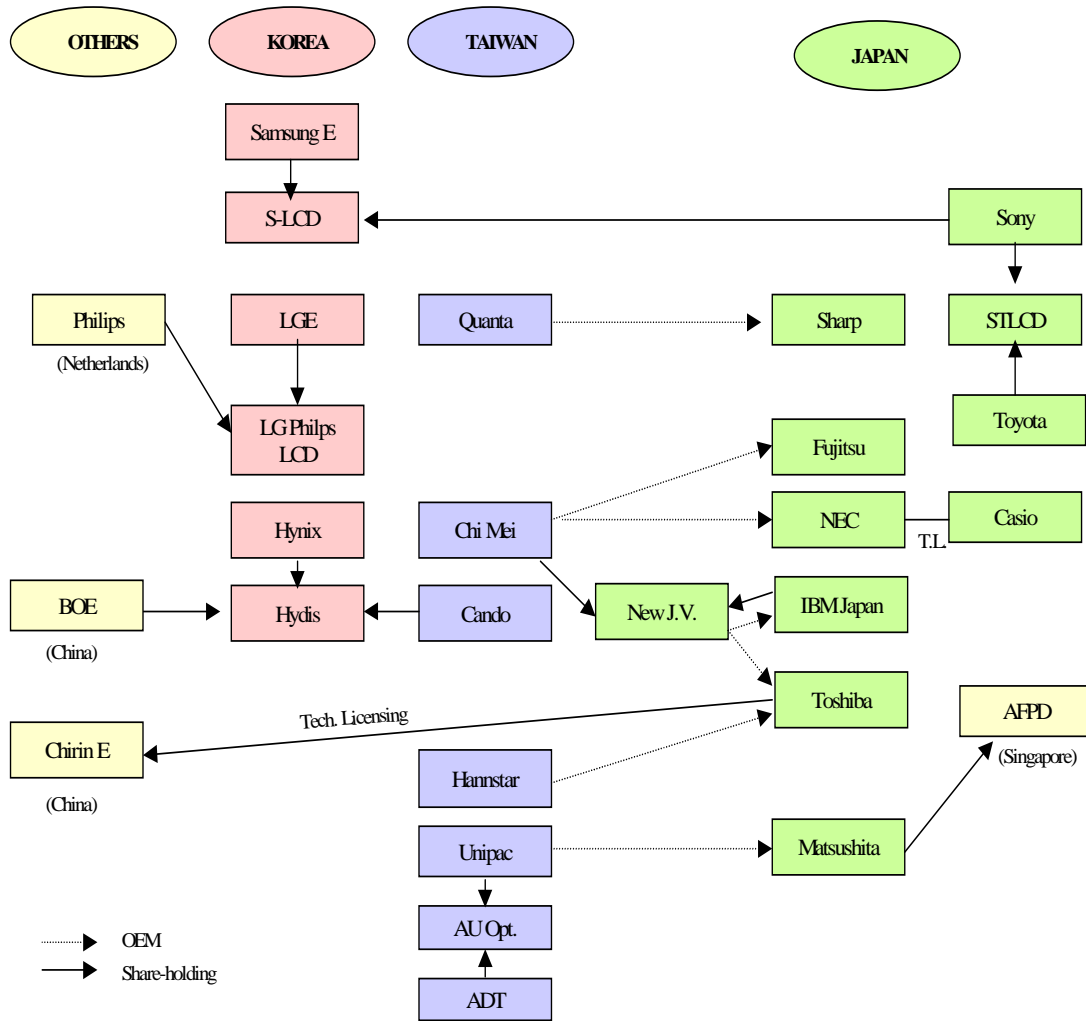 OTHERS
KOREA
TAIWAN
JAPAN
Samsung E
S-LCD
Sony
Philips
(Netherlands)
LGE
Quanta
Sharp
STLCD
LG Philps
LCD
Toyota
Fujitsu
Hynix
Chi Mei
NEC
T.L.
Casio
BOE
(China)
Hydis
Cando
New J.V.
IBM Japan
Toshiba
AFPD
(Singapore)
Tech. Licensing
Chirin E
(China)
Hannstar
Unipac
Matsushita
AU Opt.
ADT
OEM
Share-holding